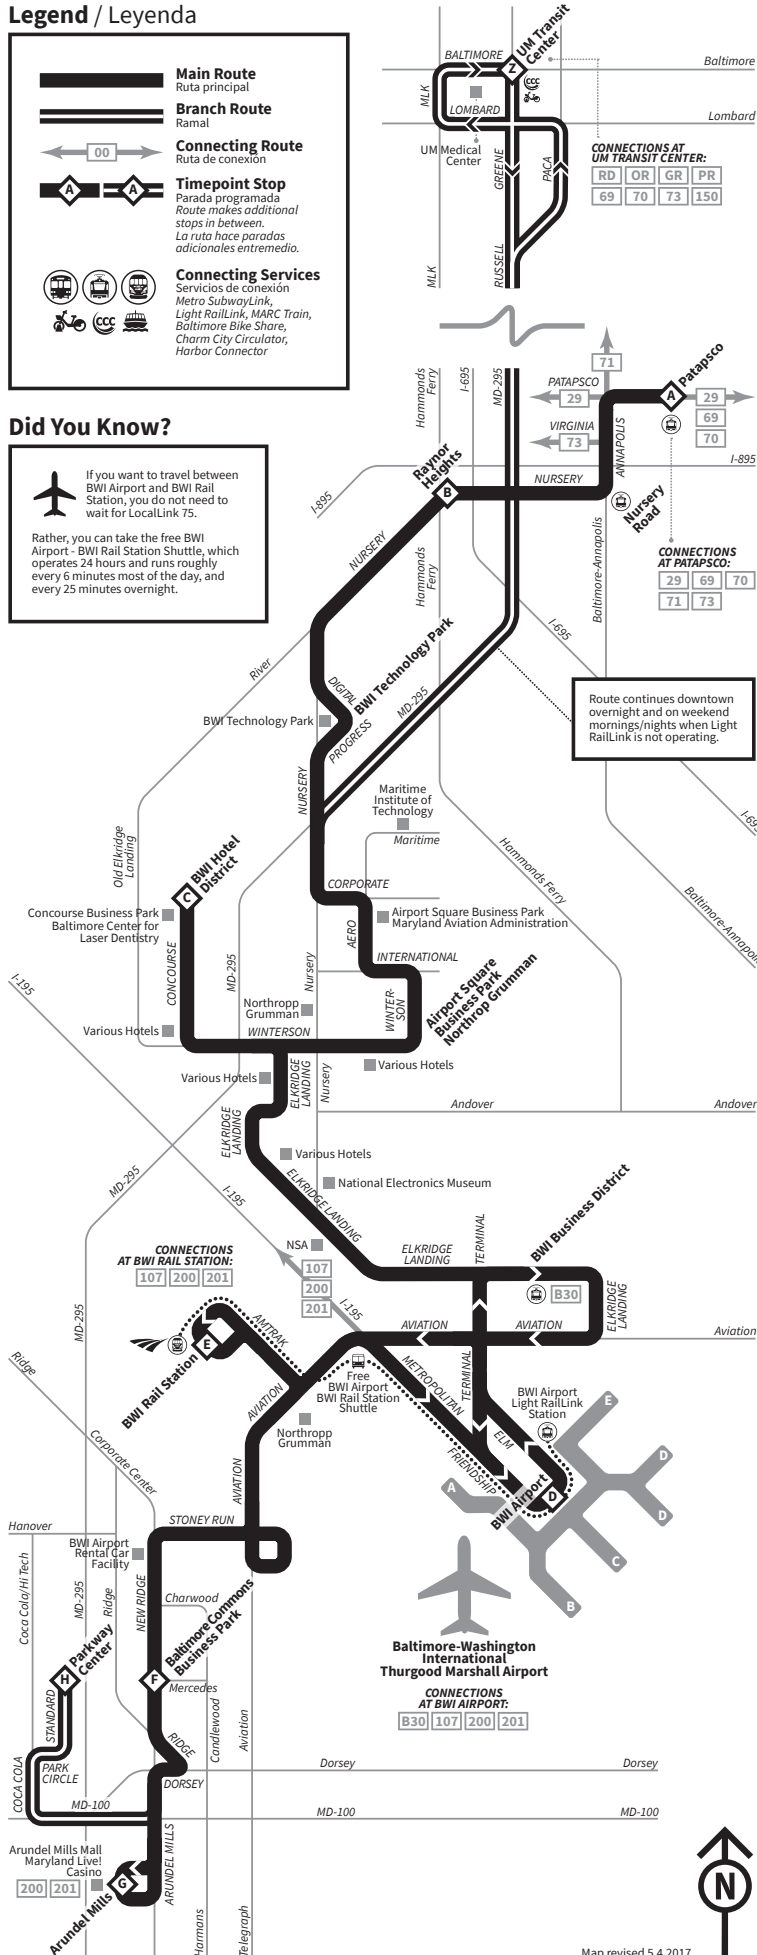 Legend / Leyenda
Main Route
Ruta principal
Branch Route
Ramal
00
Connecting Route
Ruta de conexión
A
A
Timepoint Stop
Parada programada
Route makes additional
stops in between.
La ruta hace paradas
adicionales entremedio.
Connecting Services
Servicios de conexión
Metro SubwayLink,
Light RailLink, MARC Train,
Baltimore Bike Share,
Charm City Circulator,
Harbor Connector
CCC
Did You Know?
If you want to travel between
BWI Airport and BWI Rail
Station, you do not need to
wait for LocalLink 75.
Rather, you can take the free BWI
Airport - BWI Rail Station Shuttle, which
operates 24 hours and runs roughly
every 6 minutes most of the day, and
every 25 minutes overnight.
UM Transit
Center
Z
CCC
BALTIMORE
Baltimore
MLK
LOMBARD
Lombard
UM Medical
Center
GREENE
PACA
CONNECTIONS AT
UM TRANSIT CENTER:
RD OR GR PR
69 70 73 150
MLK
RUSSELL
Hammonds
Ferry
I-695
MD-295
71
PATAPSCO
29
VIRGINIA
73
A
Patapsco
29
69
70
ANNAPOLIS
I-895
I-895
Raynor
Heights
B
NURSERY
Nursery
Road
NURSERY
Hammonds
Ferry
Baltimore-Annapolis
CONNECTIONS
AT PATAPSCO:
29 69 70
71 73
I-695
River
DIGITAL
BWI Technology Park
BWI Technology Park
PROGRESS
MD-295
Route continues downtown
overnight and on weekend
mornings/nights when Light
RailLink is not operating.
NURSERY
Maritime
Institute of
Technology
Maritime
I-695
Old Elkridge
Landing
BWI Hotel
District
C
Hammonds Ferry
CORPORATE
Baltimore-Annapolis
Concourse Business Park
Baltimore Center for
Laser Dentistry
Airport Square Business Park
Maryland Aviation Administration
AERO
CONCOURSE
MD-295
Nursery
INTERNATIONAL
I-195
Airport Square
Business Park
Northrop Grumman
Northropp
Grumman
WINTER-
SON
Various Hotels
WINTERSON
Various Hotels
Various Hotels
ELKRIDGE
LANDING
Nursery
Andover
Andover
ELKRIDGE
LANDING
Various Hotels
MD-295
I-195
National Electronics Museum
ELKRIDGE LANDING
BWI Business District
TERMINAL
NSA
ELKRIDGE
LANDING
CONNECTIONS
AT BWI RAIL STATION:
107 200 201
107
200
201
B30
ELKRIDGE
LANDING
I-195
MD-295
AMTRAK
AVIATION
AVIATION
Aviation
E
BWI Rail Station
Free
BWI Airport
BWI Rail Station
Shuttle
METROPOLITAN
TERMINAL
Ridge
AVIATION
Northropp
Grumman
BWI Airport
Light RailLink
Station
ELM
FRIENDSHIP
Corporate Center
AVIATION
BWI Airport
D
A
E
D
D
C
B
Hanover
STONEY RUN
BWI Airport
Rental Car
Facility
Coca Cola/Hi Tech
MD-295
Ridge
NEW RIDGE
Charwood
Baltimore-Washington
International
Thurgood Marshall Airport
CONNECTIONS
AT BWI AIRPORT:
B30 107 200 201
Parkway
Center
H
F
Baltimore Commons
Business Park
Mercedes
STANDARD
Candlewood
Aviation
RIDGE
COCA COLA
PARK
CIRCLE
DORSEY
Dorsey
Dorsey
MD-100
MD-100
MD-100
Arundel Mills Mall
Maryland Live!
Casino
200 201
G
Arundel Mills
ARUNDEL MILLS
Harmans
Telegraph
N
Map revised 5.4.2017